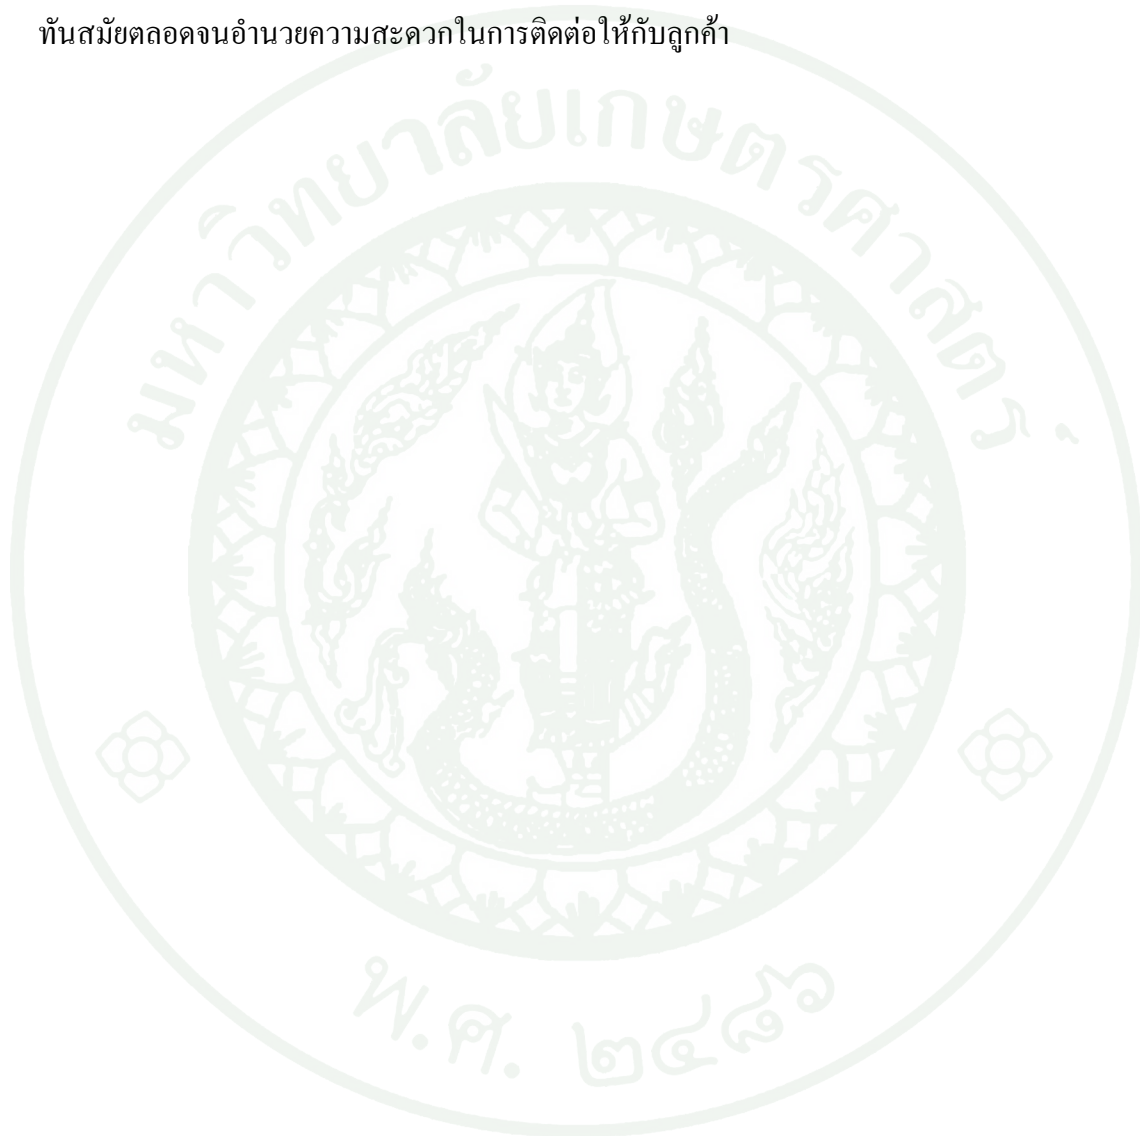 ทันสมัยตลอดจนอำนวยความสะดวกในการติดต่อให้กับลูกค้า
มหาวิทยาลัยเกษตรศาสตร์
พ.ศ. ๒๔๘๖